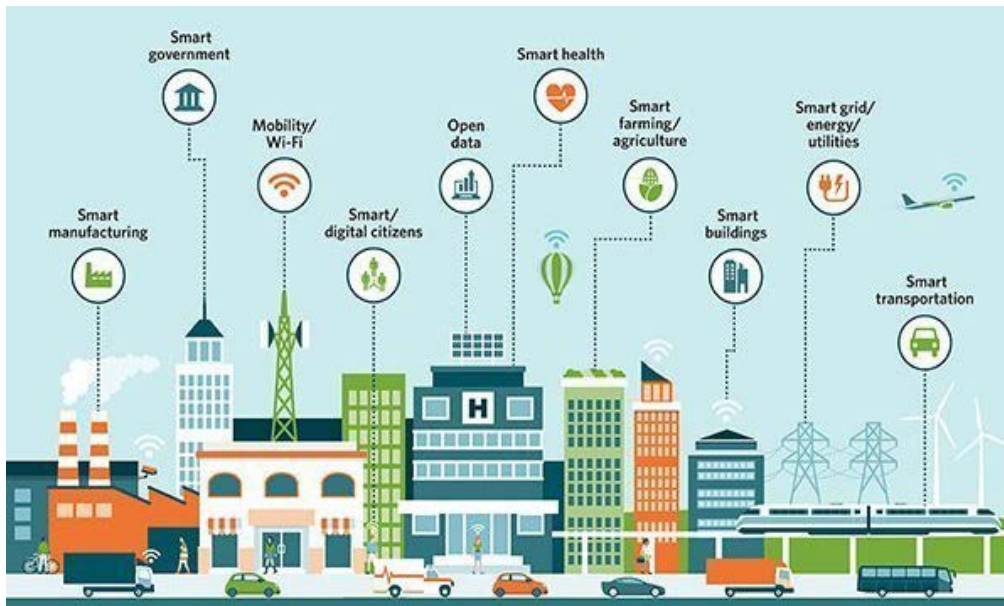 Smart
government
Smart health
Mobility/
Wi-Fi
Open
data
Smart
farming/
agriculture
Smart grid/
energy/
utilities
Smart
manufacturing
Smart/
digital citizens
Smart
buildings
Smart
transportation
H